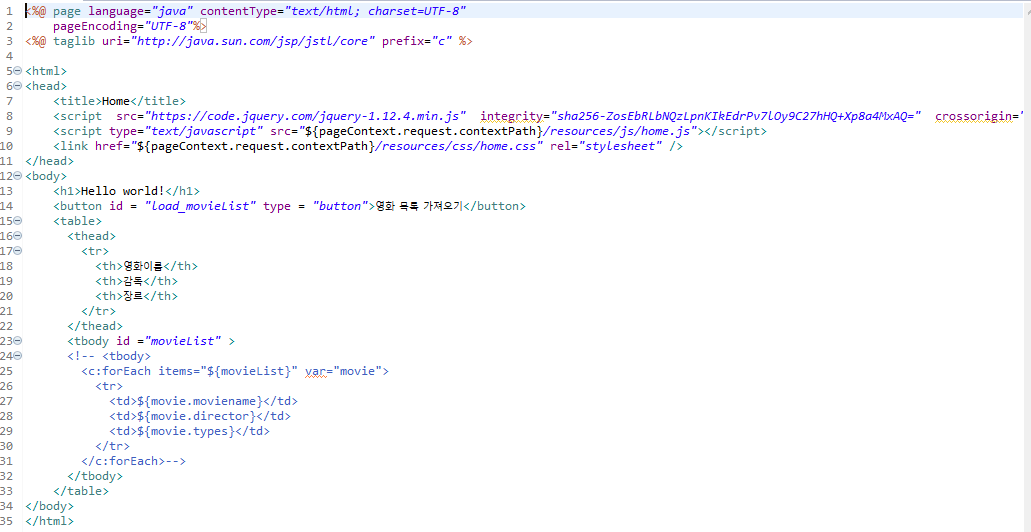 1 <%@ page language="java" contentType="text/html; charset=UTF-8"
2 pageEncoding="UTF-8"%>
3 <%@ taglib uri="http://java.sun.com/jsp/jstl/core" prefix="c" %>
4
5 <html>
6 <head>
7 <title>Home</title>
8 <script src="https://code.jquery.com/jquery-1.12.4.min.js" integrity="sha256-ZosEbRLbNQzLpnKIkEdrPv7lOy9C27hHQ+Xp8a4MxAQ=" crossorigin="
9 <script type="text/javascript" src="${pageContext.request.contextPath}/resources/js/home.js"></script>
10 <link href="${pageContext.request.contextPath}/resources/css/home.css" rel="stylesheet" />
11 </head>
12 <body>
13 <h1>Hello world!</h1>
14 <button id = "load_movieList" type = "button">영화 목록 가져오기</button>
15 <table>
16 <thead>
17 <tr>
18 <th>영화이름</th>
19 <th>감독</th>
20 <th>장르</th>
21 </tr>
22 </thead>
23 <tbody id ="movieList" >
24 <!-- <tbody>
25 <c:forEach items="${movieList}" var="movie">
26 <tr>
27 <td>${movie.moviename}</td>
28 <td>${movie.director}</td>
29 <td>${movie.types}</td>
30 </tr>
31 </c:forEach>-->
32 </tbody>
33 </table>
34 </body>
35 </html>